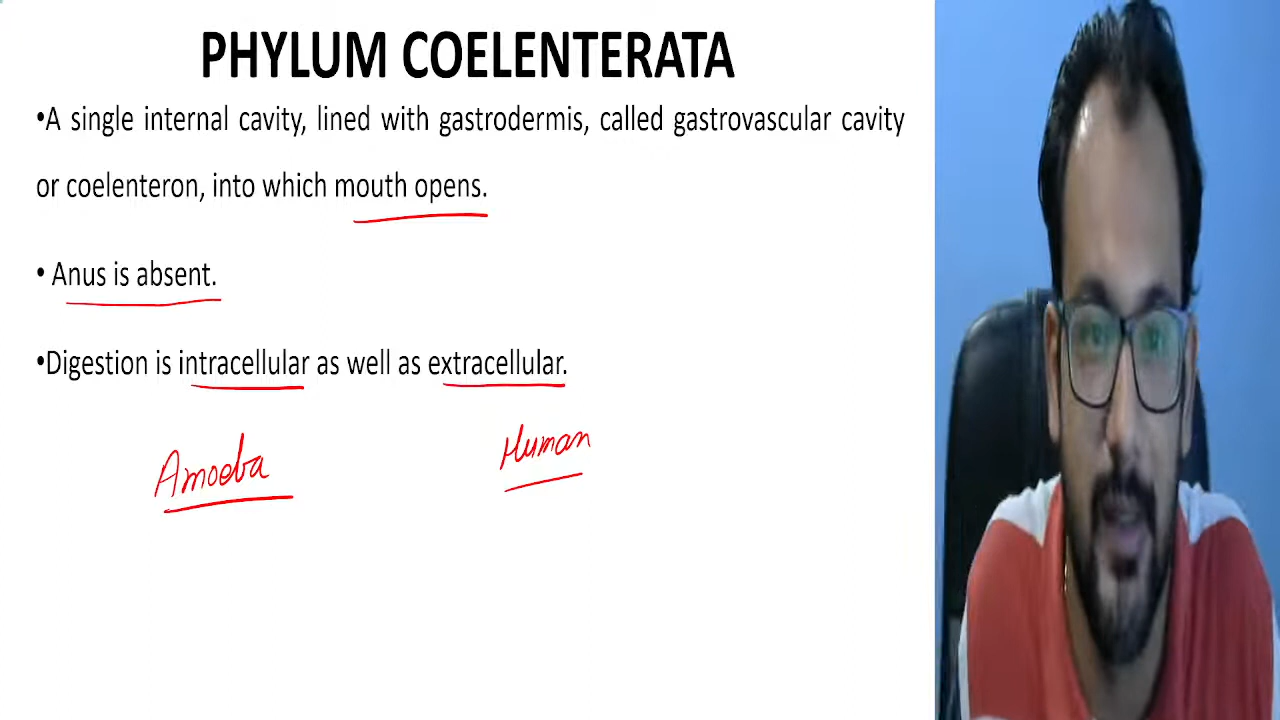 PHYLUM COELENTERATA
•A single internal cavity, lined with gastrodermis, called gastrovascular cavity
or coelenteron, into which mouth opens.
• Anus is absent.
•Digestion is intracellular as well as extracellular.
Amoeba
Human